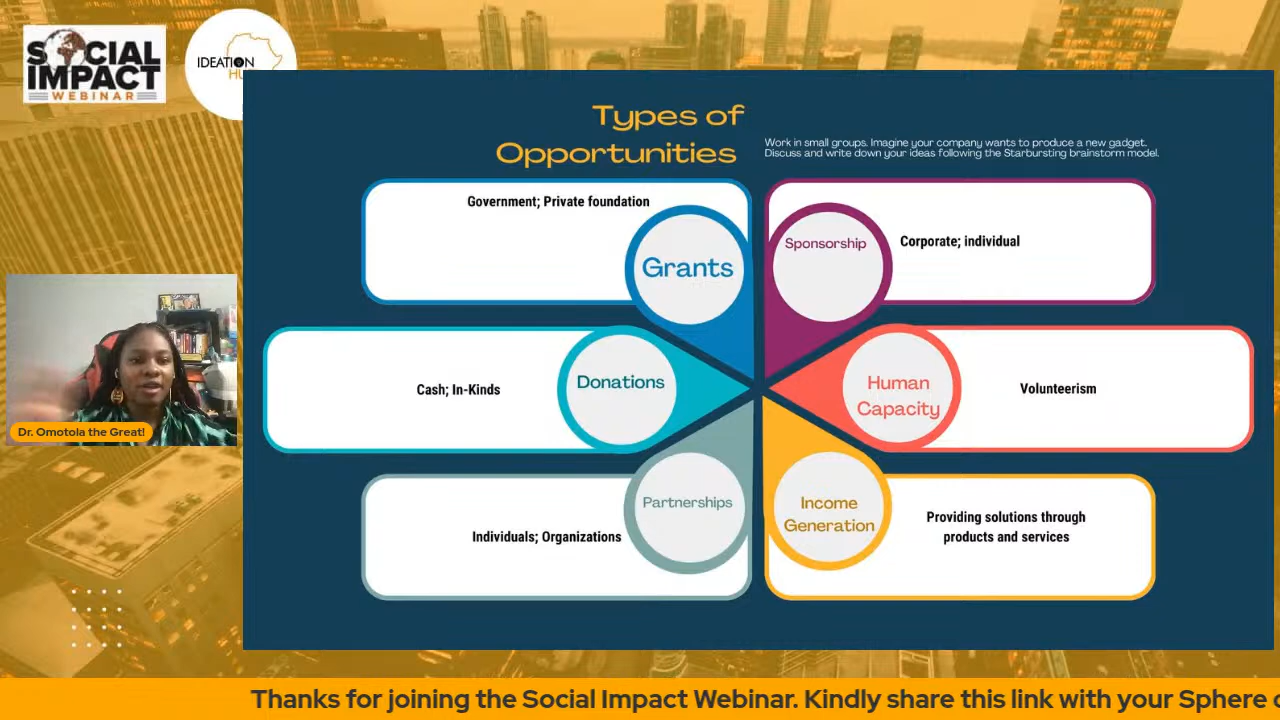 SOCIAL
IMPACT
WEBINAR
IDEATION
Types of
Opportunities
Work in small groups. Imagine your company wants to produce a new gadget.
Discuss and write down your ideas following the Starbursting brainstorm model.
Government; Private foundation
Grants
Sponsorship
Corporate; individual
Cash; In-Kinds
Donations
Human
Capacity
Volunteerism
Individuals; Organizations
Partnerships
Income
Generation
Providing solutions through
products and services
Dr. Omotola the Great!
Thanks for joining the Social Impact Webinar. Kindly share this link with your Sphere